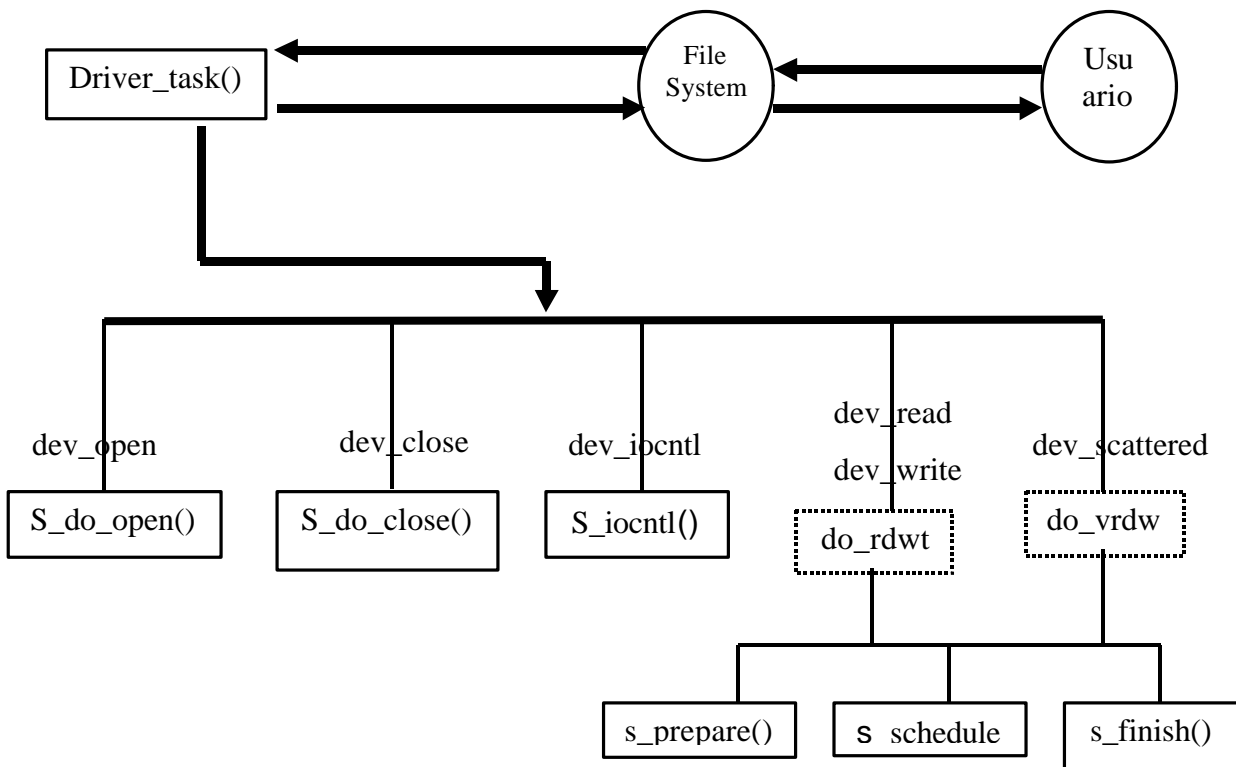 Driver_task()
File
System
Usu
ario
dev_open
dev_close
dev_iocntl
dev_read
dev_write
dev_scattered
S_do_open()
S_do_close()
S_iocntl()
do_rdwt
do_vrdw
s_prepare()
s schedule
s_finish()